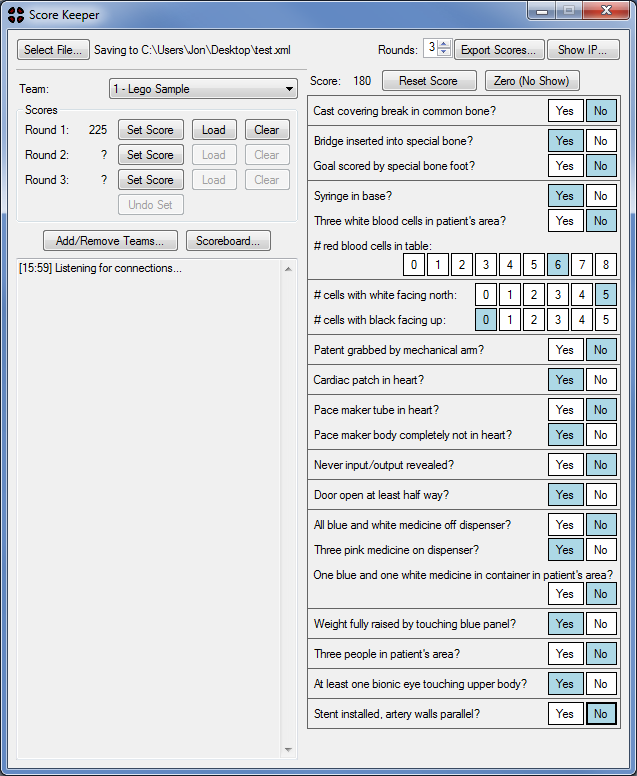 Score Keeper
Select File... Saving to C:\Users\Jon\Desktop\test.xml Rounds: 3 Export Scores... Show IP...
Team: 1 - Lego Sample
Scores
Round 1: 225 Set Score Load Clear
Round 2: ? Set Score Load Clear
Round 3: ? Set Score Load Clear
Undo Set
Add/Remove Teams... Scoreboard...
[15:59] Listening for connections...
Score: 180 Reset Score Zero (No Show)
Cast covering break in common bone? Yes No
Bridge inserted into special bone? Yes No
Goal scored by special bone foot? Yes No
Syringe in base? Yes No
Three white blood cells in patient's area? Yes No
# red blood cells in table:
0 1 2 3 4 5 6 7 8
# cells with white facing north: 0 1 2 3 4 5
# cells with black facing up: 0 1 2 3 4 5
Patent grabbed by mechanical arm? Yes No
Cardiac patch in heart? Yes No
Pace maker tube in heart? Yes No
Pace maker body completely not in heart? Yes No
Never input/output revealed? Yes No
Door open at least half way? Yes No
All blue and white medicine off dispenser? Yes No
Three pink medicine on dispenser? Yes No
One blue and one white medicine in container in patient's area?
Yes No
Weight fully raised by touching blue panel? Yes No
Three people in patient's area? Yes No
At least one bionic eye touching upper body? Yes No
Stent installed, artery walls parallel? Yes No